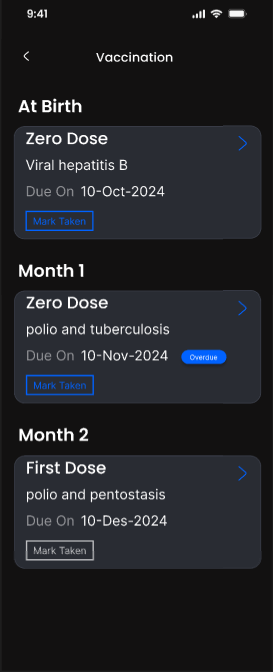 9:41
Vaccination
At Birth
Zero Dose
Viral hepatitis B
Due On 10-Oct-2024
Mark Taken
Month 1
Zero Dose
polio and tuberculosis
Due On 10-Nov-2024 Overdue
Mark Taken
Month 2
First Dose
polio and pentostasis
Due On 10-Des-2024
Mark Taken